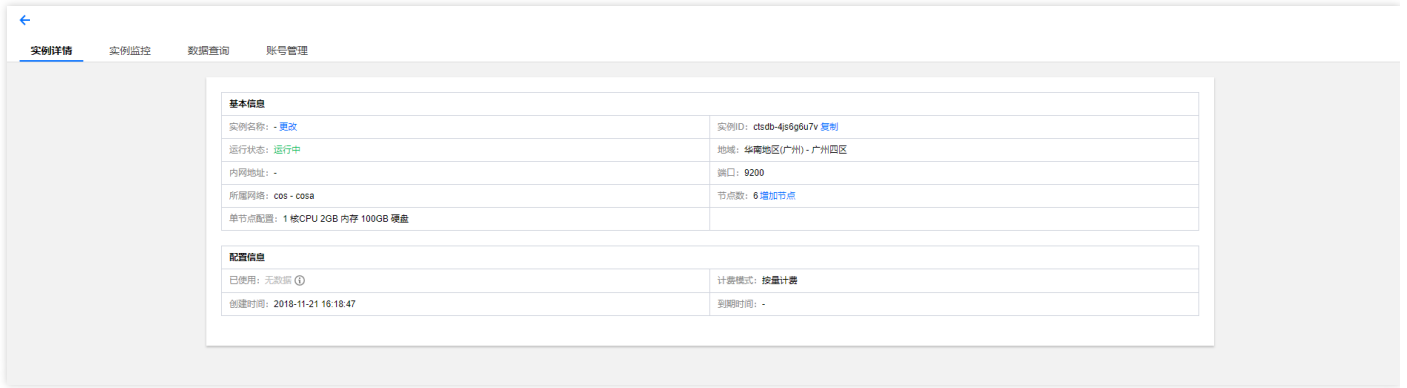 实例详情 实例监控 数据查询 账号管理
基本信息
实例名称: - 更改 实例ID: ctsdb-4js6g6u7v 复制
运行状态: 运行中 地域: 华南地区(广州) - 广州四区
内网地址: - 端口: 9200
所属网络: cos - cosa 节点数: 6 增加节点
单节点配置: 1 核CPU 2GB 内存 100GB 硬盘
配置信息
已使用: 无数据 计费模式: 按量计费
创建时间: 2018-11-21 16:18:47 到期时间: -